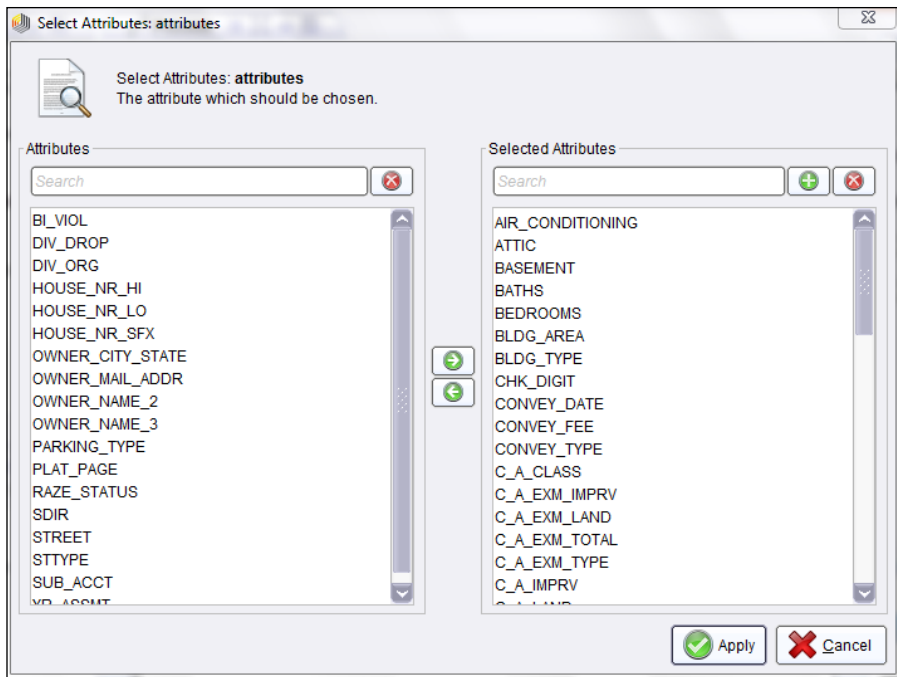 Select Attributes: attributes
Select Attributes: attributes
The attribute which should be chosen.
Attributes
Search
BI_VIOL
DIV_DROP
DIV_ORG
HOUSE_NR_HI
HOUSE_NR_LO
HOUSE_NR_SFX
OWNER_CITY_STATE
OWNER_MAIL_ADDR
OWNER_NAME_2
OWNER_NAME_3
PARKING_TYPE
PLAT_PAGE
RAZE_STATUS
SDIR
STREET
STTYPE
SUB_ACCT
YR_ASSMT
Selected Attributes
Search
AIR_CONDITIONING
ATTIC
BASEMENT
BATHS
BEDROOMS
BLDG_AREA
BLDG_TYPE
CHK_DIGIT
CONVEY_DATE
CONVEY_FEE
CONVEY_TYPE
C_A_CLASS
C_A_EXM_IMPRV
C_A_EXM_LAND
C_A_EXM_TOTAL
C_A_EXM_TYPE
C_A_IMPRV
C_A_LAND
Apply
Cancel